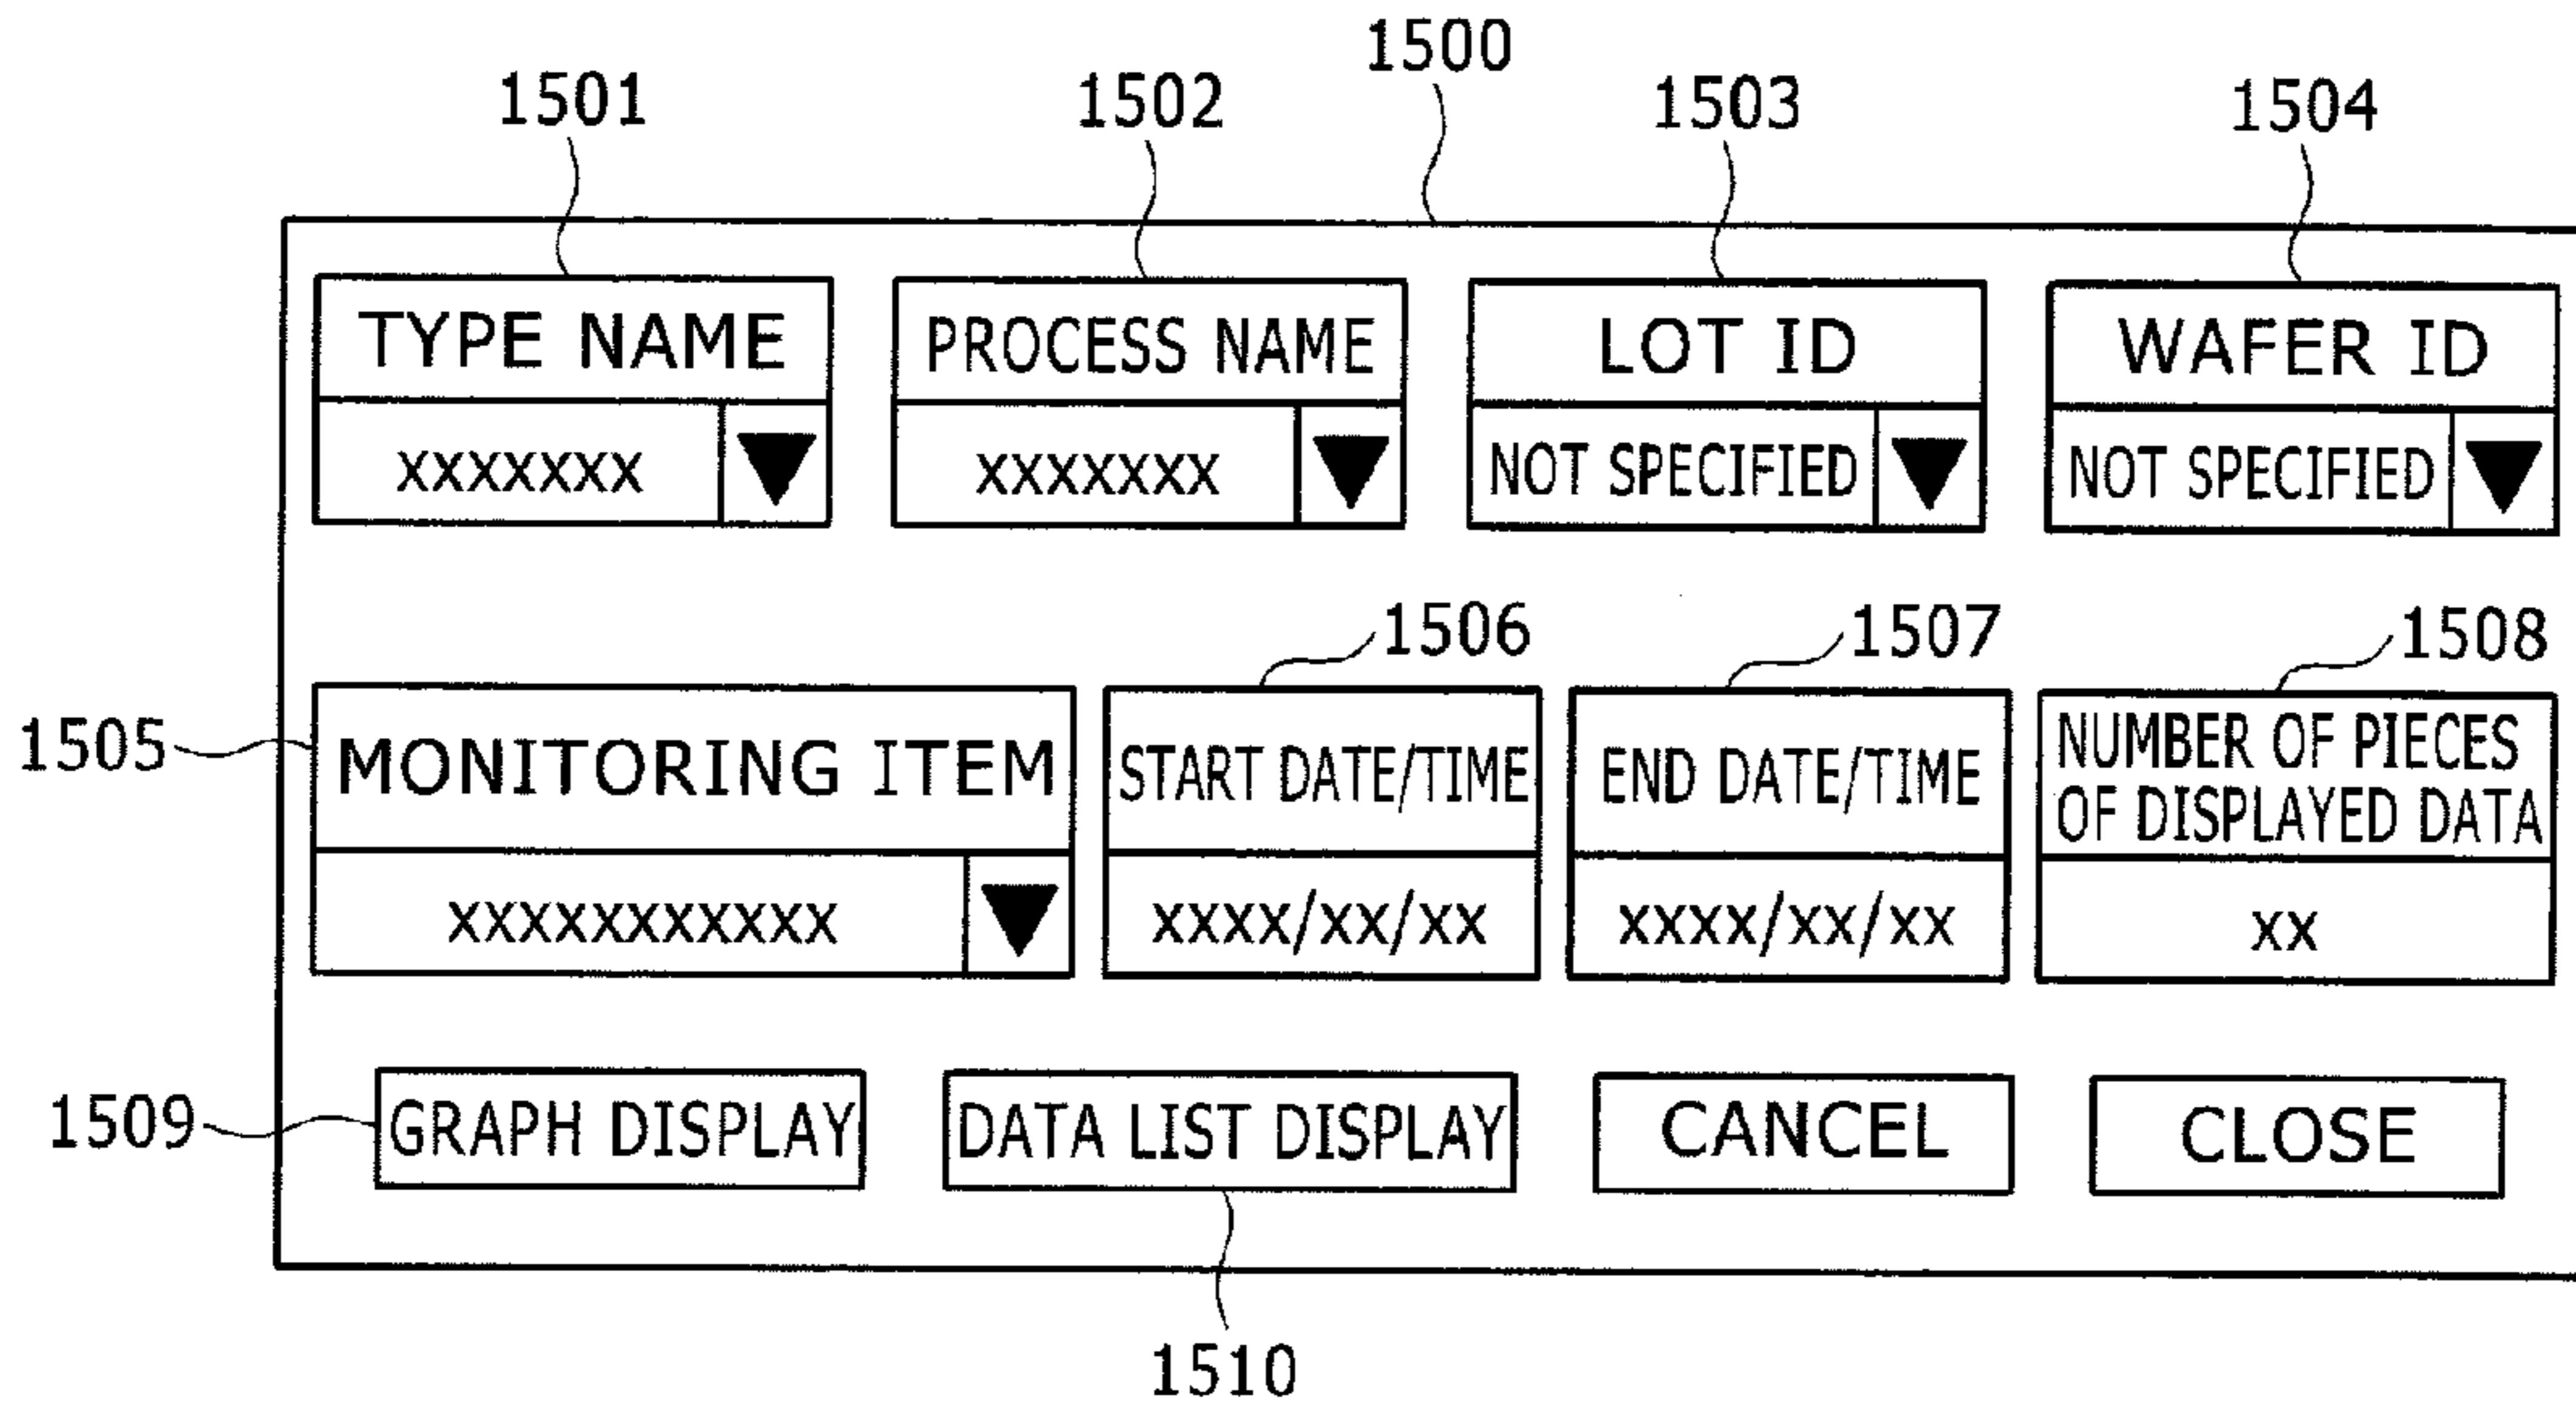 1500
1501
1502
1503
1504
TYPE NAME
PROCESS NAME
LOT ID
WAFER ID
xxxxxxx
xxxxxxx
NOT SPECIFIED
NOT SPECIFIED
1505
1506
1507
1508
MONITORING ITEM
START DATE/TIME
END DATE/TIME
NUMBER OF PIECES
OF DISPLAYED DATA
xxxxxxxxxxx
xxxx/xx/xx
xxxx/xx/xx
xx
1509
GRAPH DISPLAY
DATA LIST DISPLAY
CANCEL
CLOSE
1510